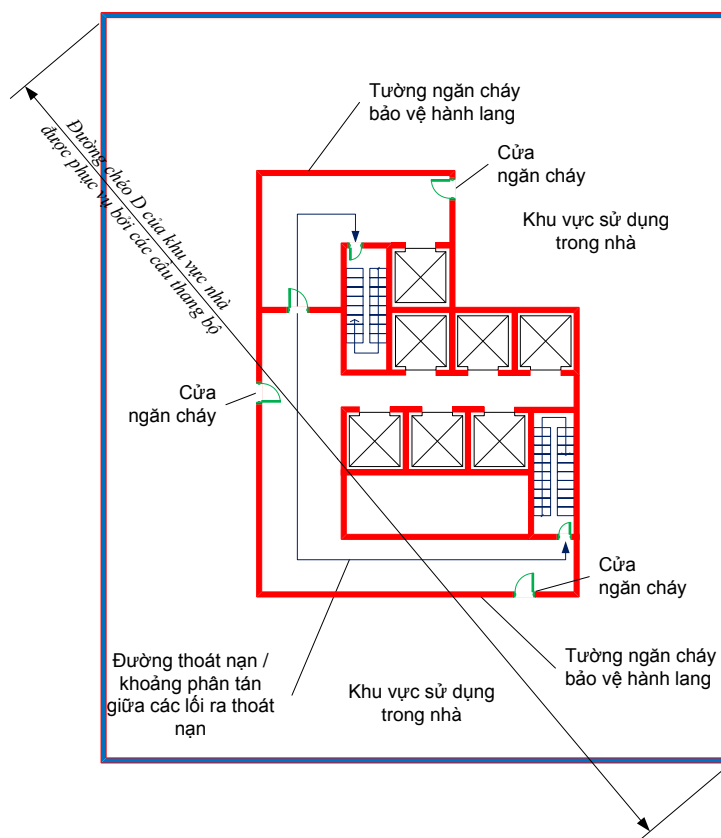 Tường ngăn cháy
bảo vệ hành lang
Đường chéo D của khu vực nhà
được phục vụ bởi các cầu thang bộ
Cửa
ngăn cháy
Khu vực sử dụng
trong nhà
Cửa
ngăn cháy
Cửa
ngăn cháy
Đường thoát nạn /
khoảng phân tán
giữa các lối ra thoát
nạn
Khu vực sử dụng
trong nhà
Tường ngăn cháy
bảo vệ hành lang